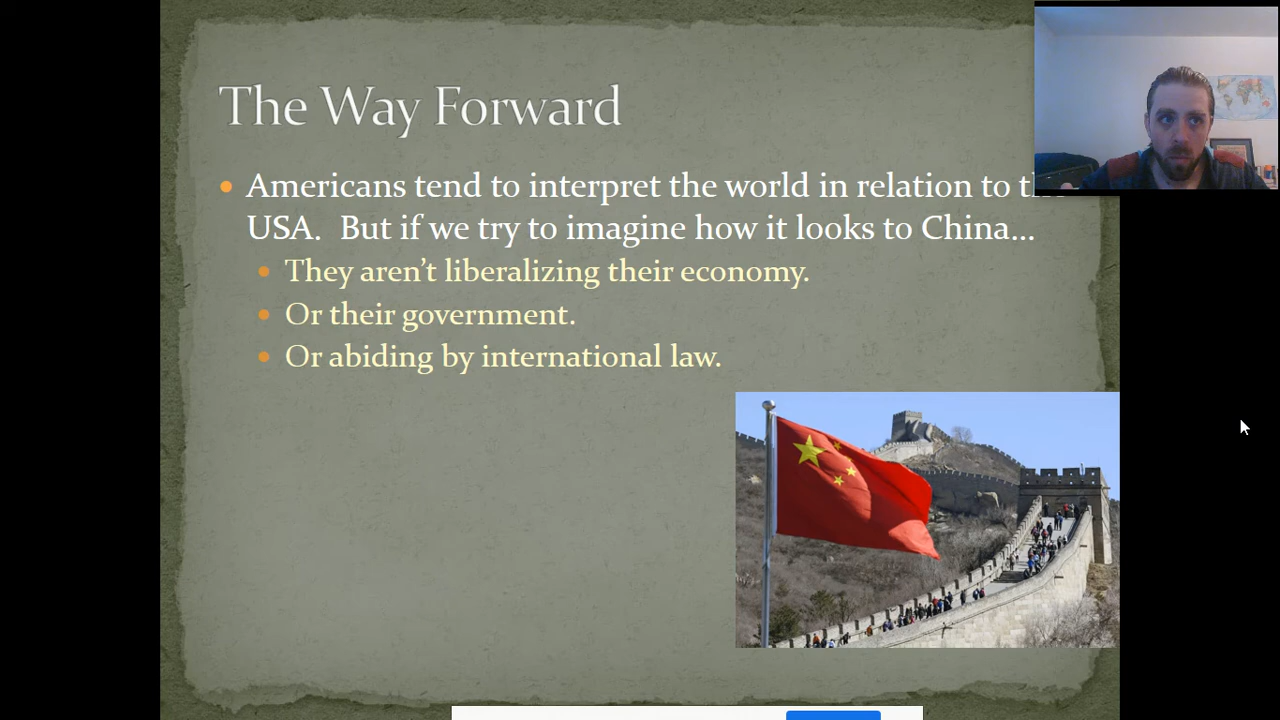 The Way Forward
Americans tend to interpret the world in relation to
USA. But if we try to imagine how it looks to China...
They aren't liberalizing their economy.
Or their government.
Or abiding by international law.